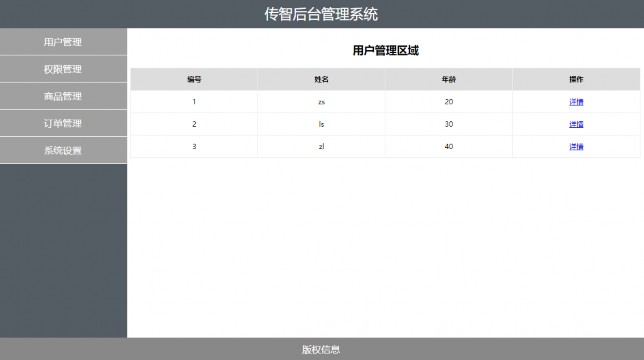 传智后台管理系统
用户管理
权限管理
商品管理
订单管理
系统设置
用户管理区域
编号 姓名 年龄 操作
1 zs 20 详情
2 ls 30 详情
3 zl 40 详情
版权信息